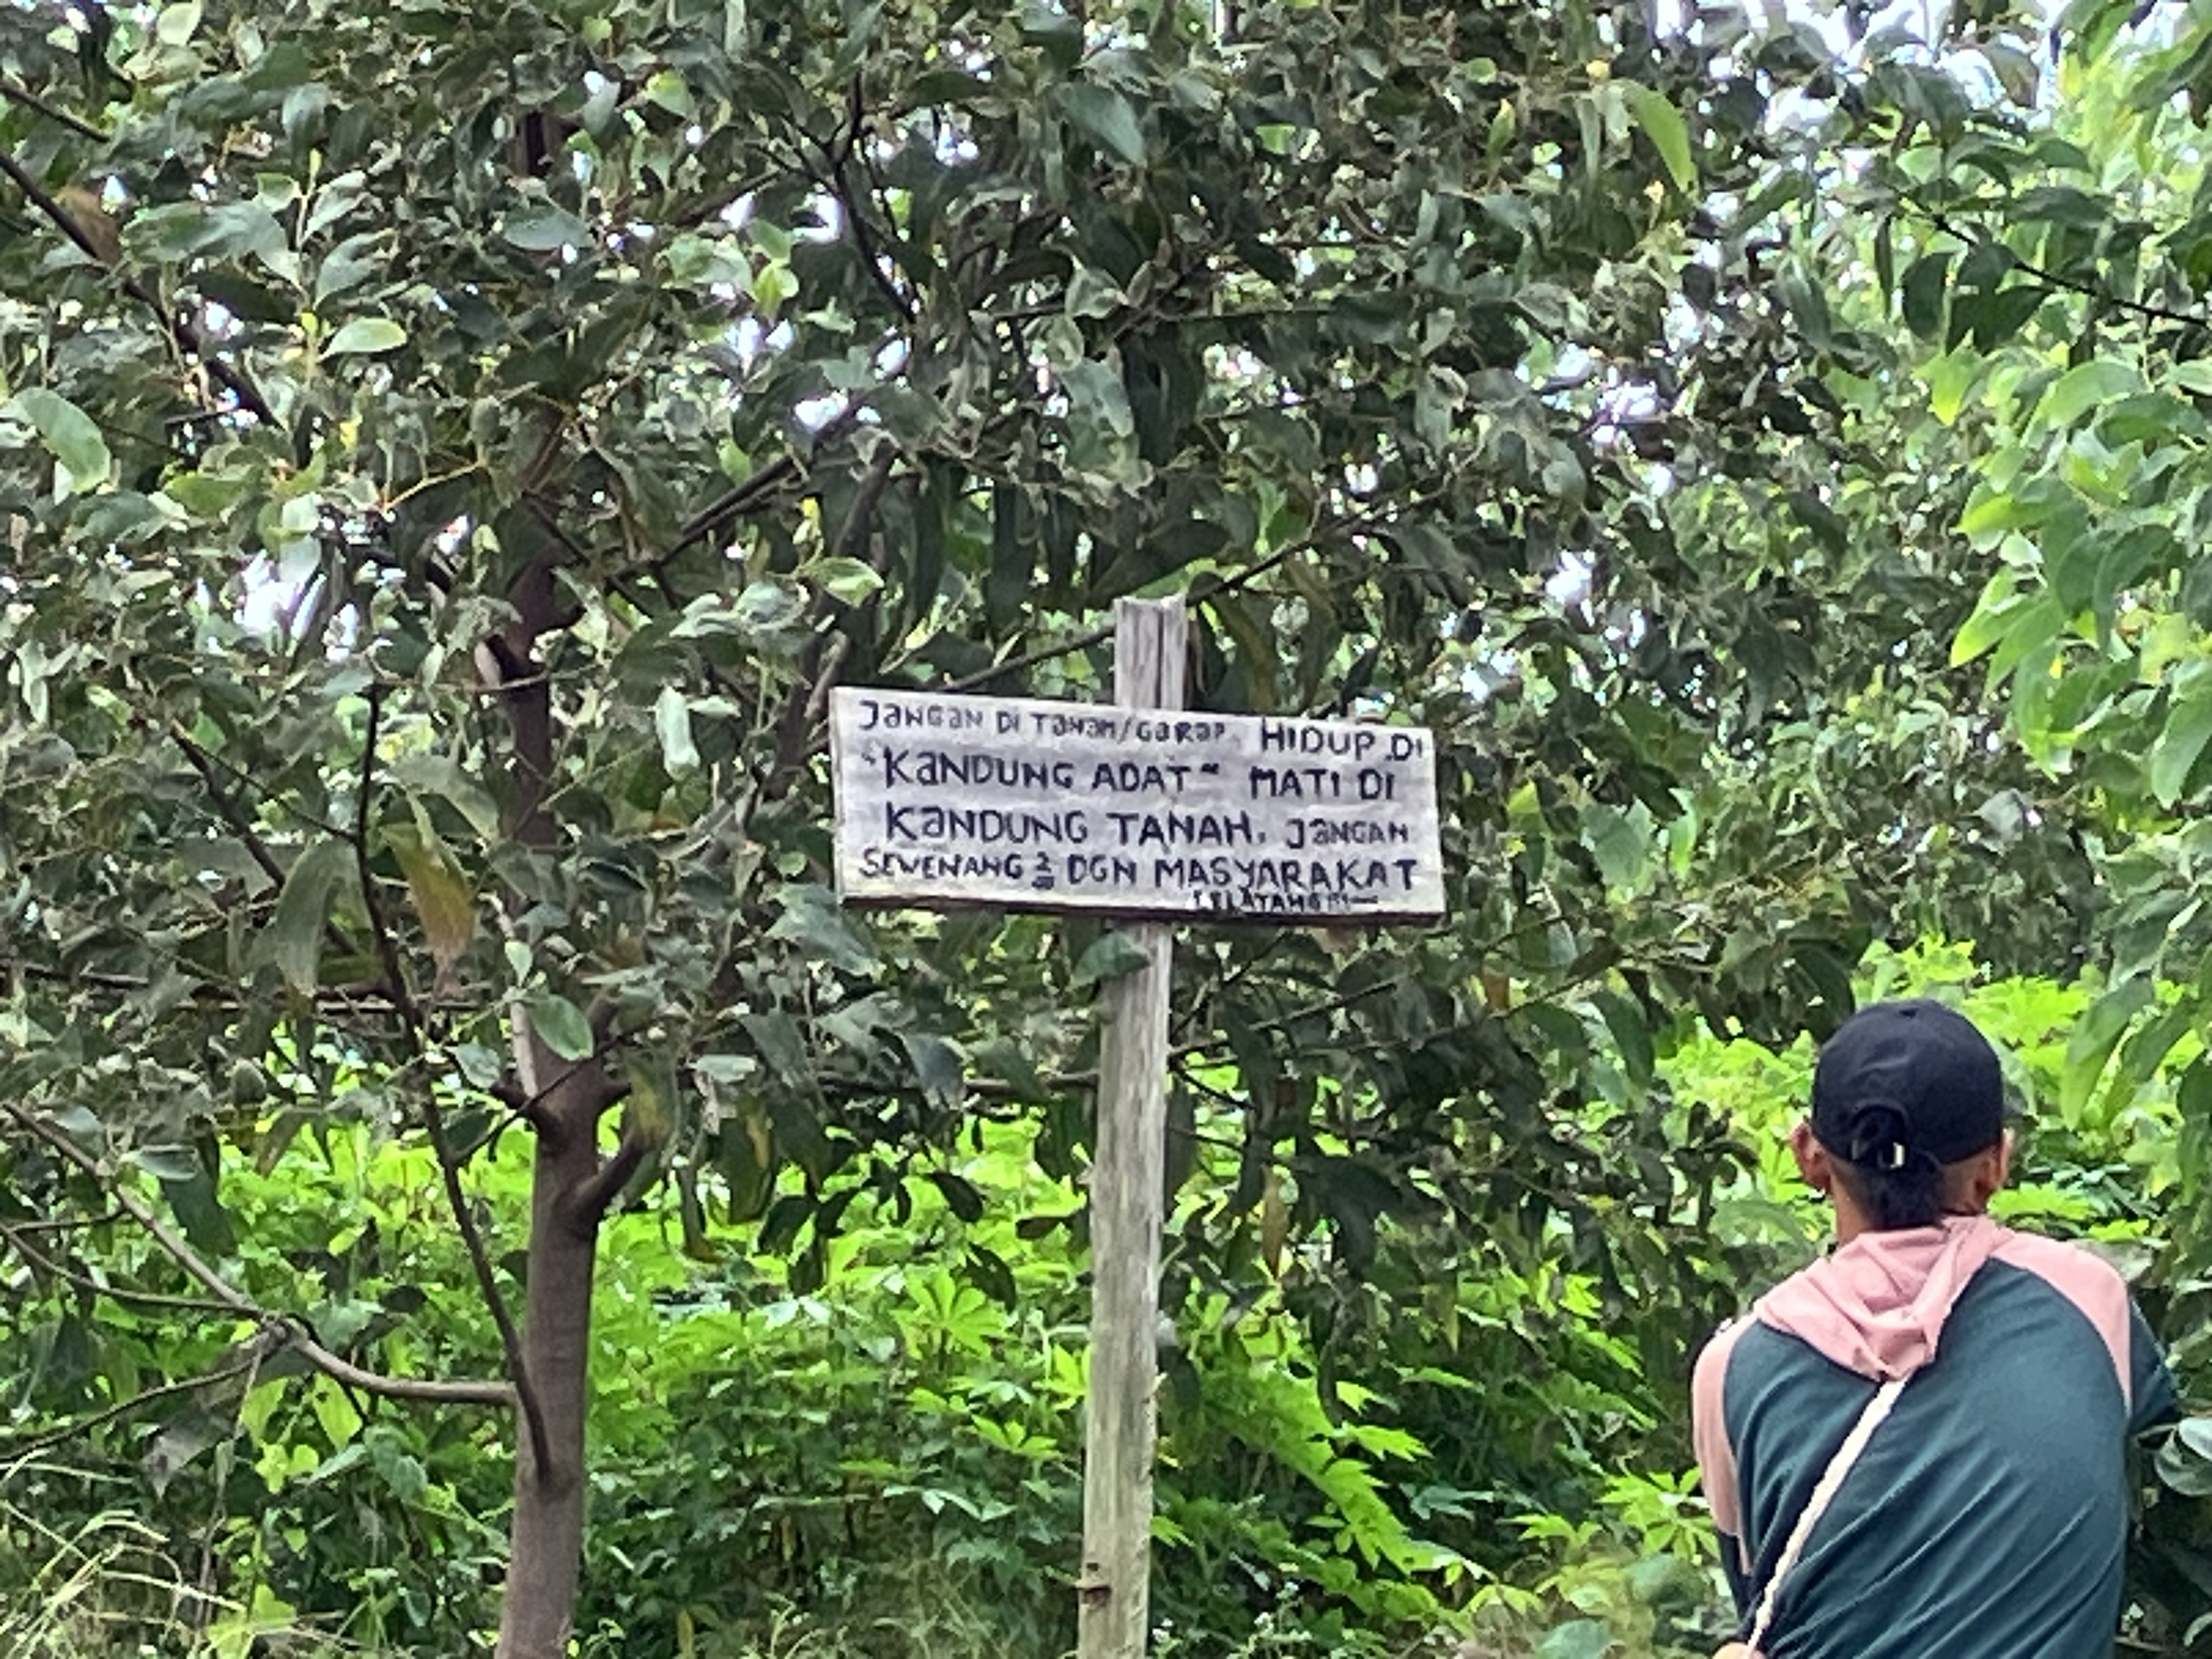 JANGAN DI TANAM/GARAP. HIDUP DI
"KANDUNG ADAT" MATI DI
KANDUNG TANAH. JANGAN
SEWENANG 2 DGN MASYARAKAT